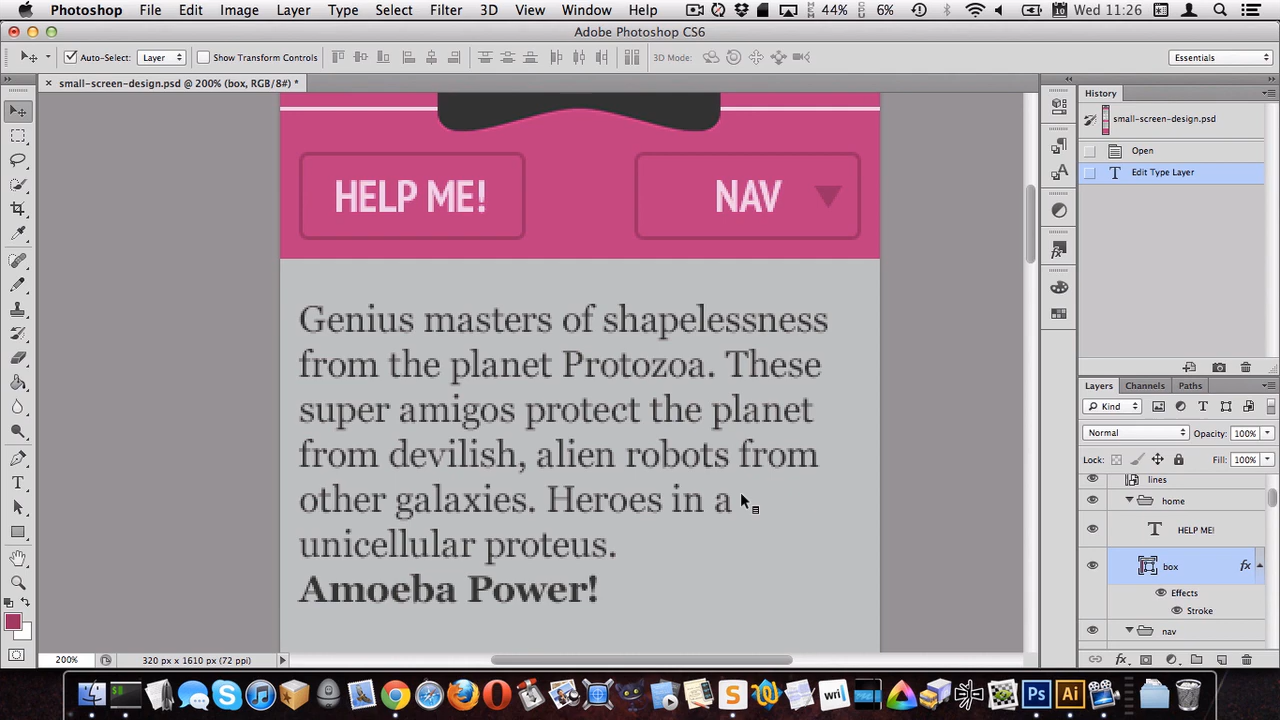 Photoshop File Edit Image Layer Type Select Filter 3D View Window Help 44% 6% Wed 11:26
Adobe Photoshop CS6
Auto-Select: Layer Show Transform Controls 3D Mode: Essentials
small-screen-design.psd @ 200% (box, RGB/8#) *
History
small-screen-design.psd
Open
Edit Type Layer
HELP ME!
NAV
Genius masters of shapelessness
from the planet Protozoa. These
super amigos protect the planet
from devilish, alien robots from
other galaxies. Heroes in a
unicellular proteus.
Amoeba Power!
Layers Channels Paths
Kind
Normal Opacity: 100%
Lock: Fill: 100%
lines
home
HELP ME!
box fx
Effects
Stroke
nav
200% 320 px x 1610 px (72 ppi)
fx
wri Ps Ai